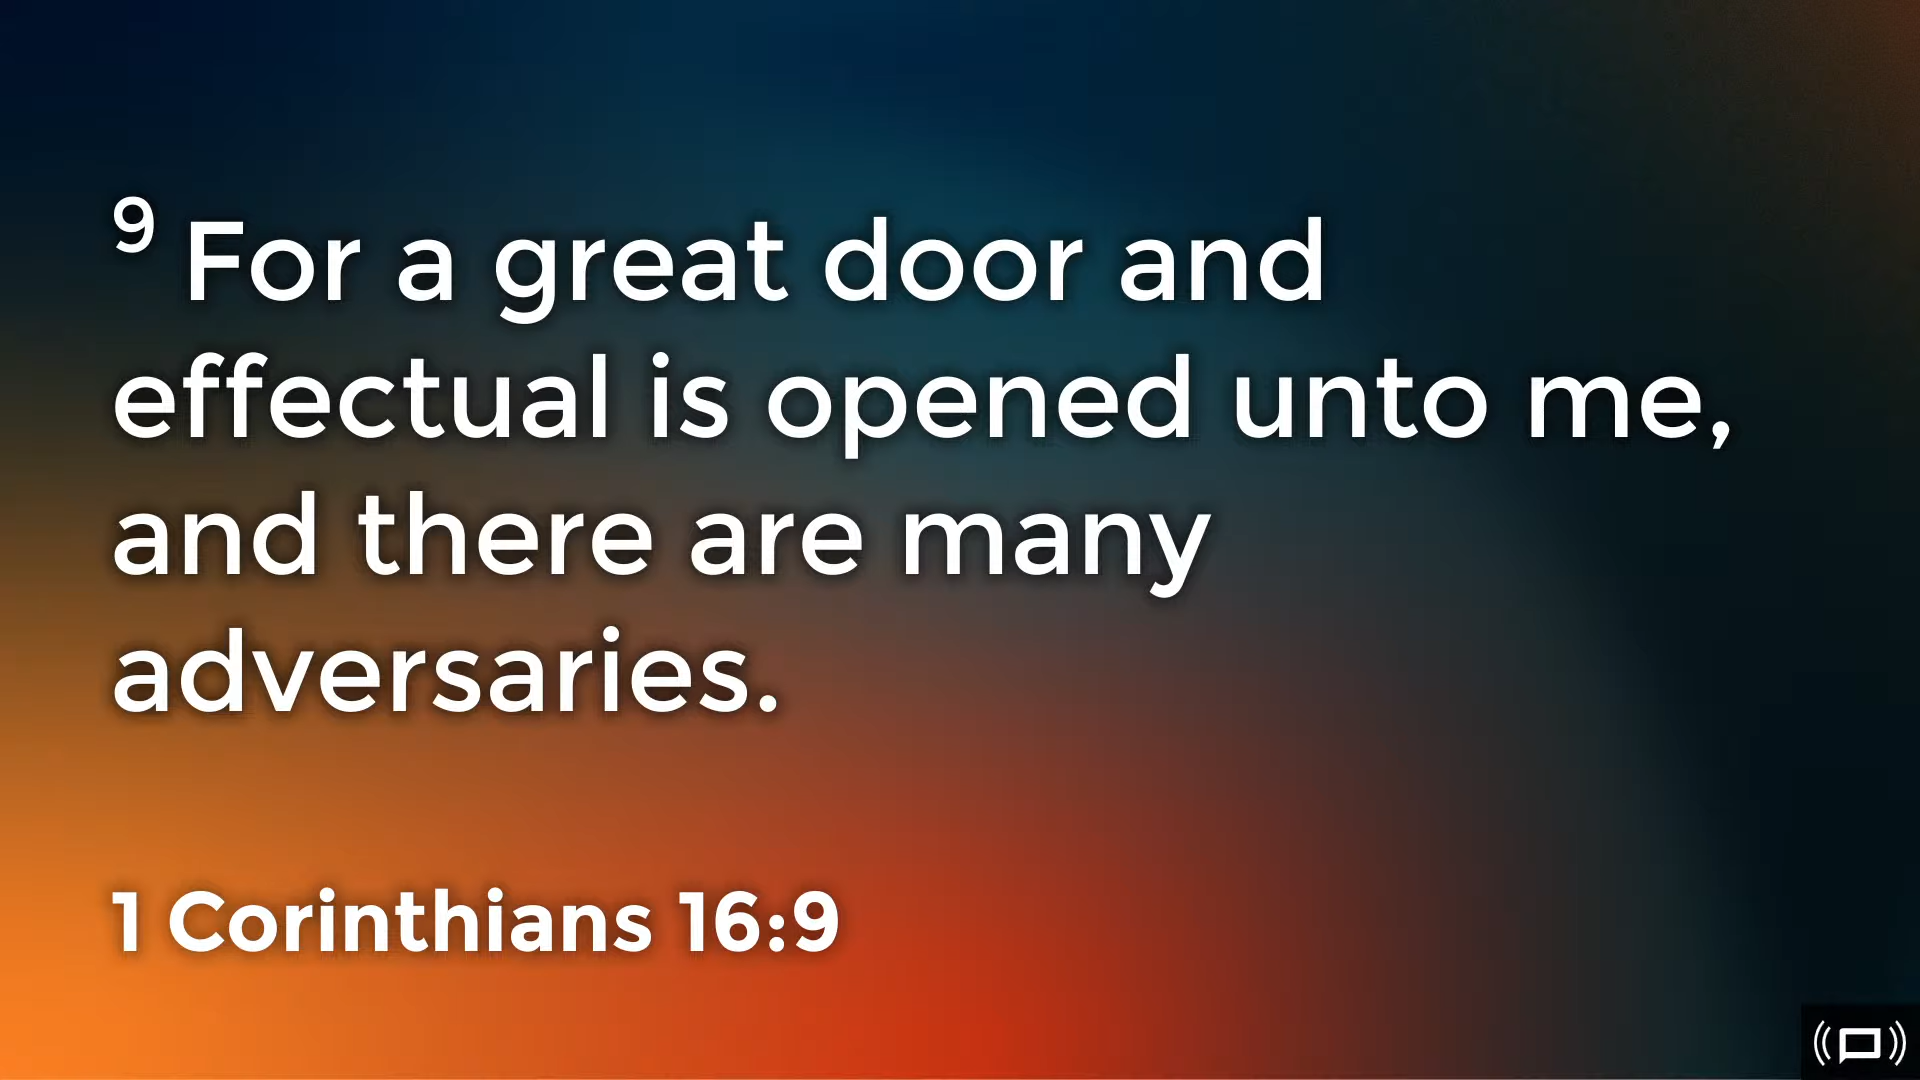 9 For a great door and
effectual is opened unto me,
and there are many
adversaries.
1 Corinthians 16:9